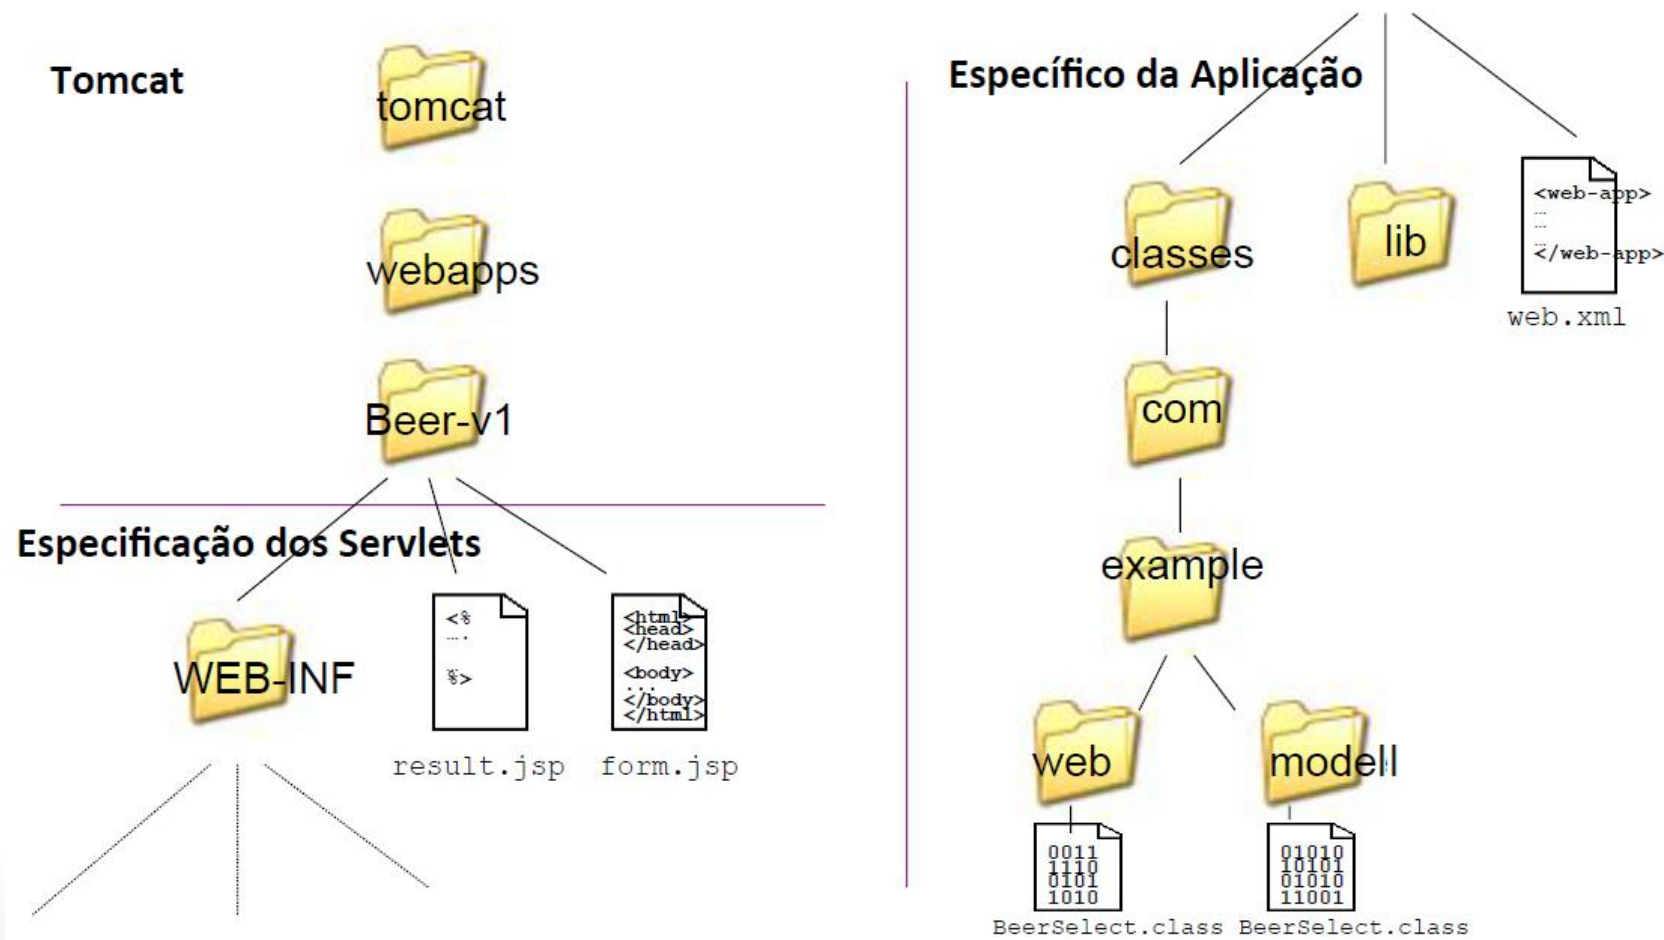 Tomcat
tomcat
webapps
Beer-v1
Especificação dos Servlets
WEB-INF
<%
….
%>
result.jsp
<html>
<head>
</head>
<body>
...
</body>
</html>
form.jsp
Específico da Aplicação
classes
lib
<web-app>
…
…
…
</web-app>
web.xml
com
example
web
modell
0011
1110
0101
1010
BeerSelect.class
01010
10101
01010
11001
BeerSelect.class